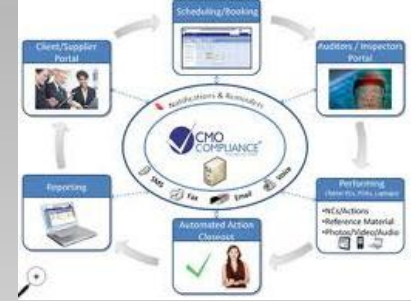 Scheduling/Booking
Client/Supplier
Portal
Auditors / Inspectors
Portal
Notifications & Reminders
CMO
COMPLIANCE
SMS
Fax
Email
Voice
Reporting
Performing
•NCs/Actions
•Reference Material
•Photos/Video/Audio
Automated Action
Closeout